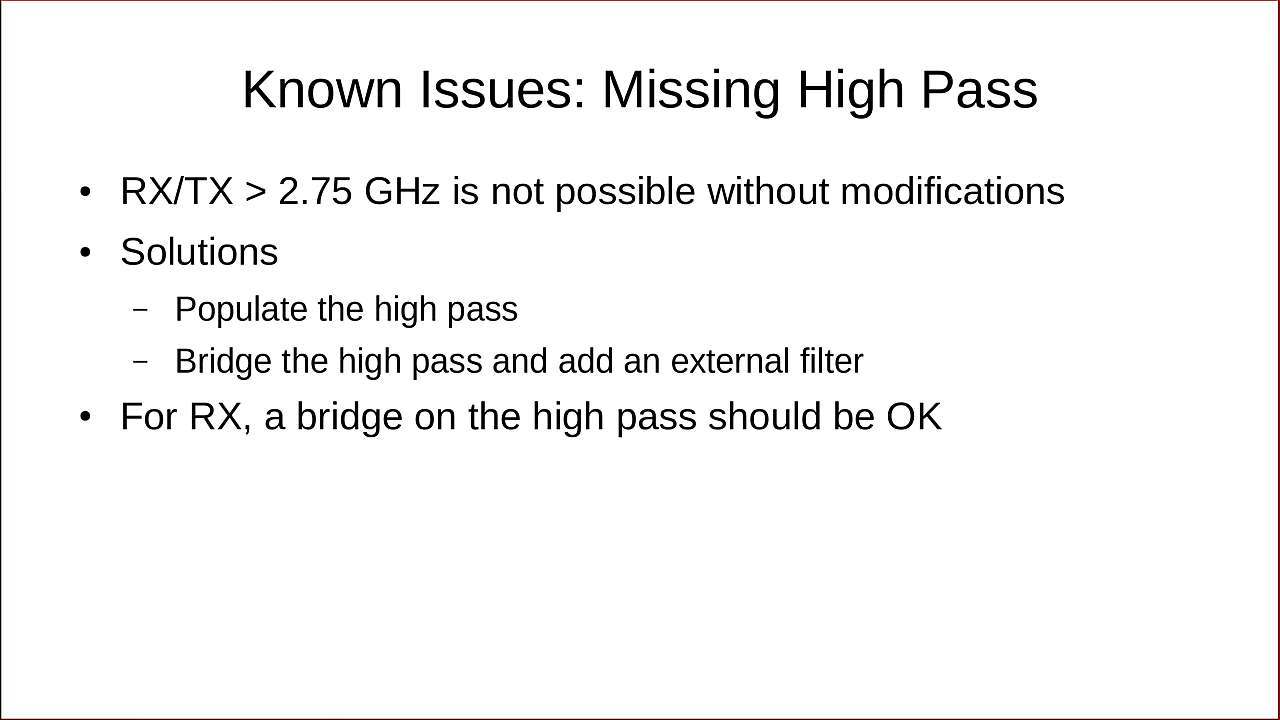 Known Issues: Missing High Pass
• RX/TX > 2.75 GHz is not possible without modifications
• Solutions
– Populate the high pass
– Bridge the high pass and add an external filter
• For RX, a bridge on the high pass should be OK